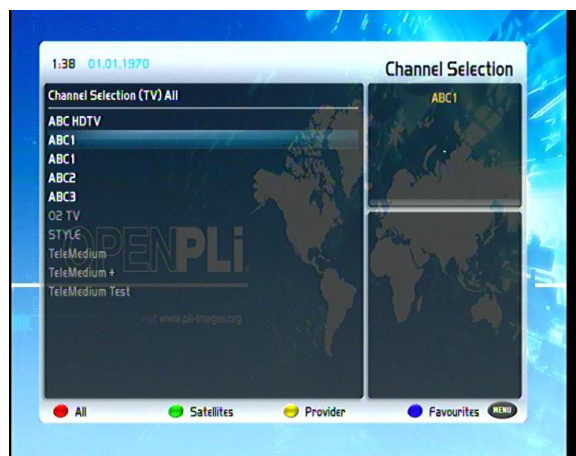 1:38 01.01.1970
Channel Selection
Channel Selection (TV) All
ABC1
ABC HDTV
ABC1
ABC1
ABC2
ABC3
O2 TV
STYLE
TeleMedium
TeleMedium +
TeleMedium Test
OPENPLi
visit www.pli-images.org
All Satellites Provider Favourites MENU